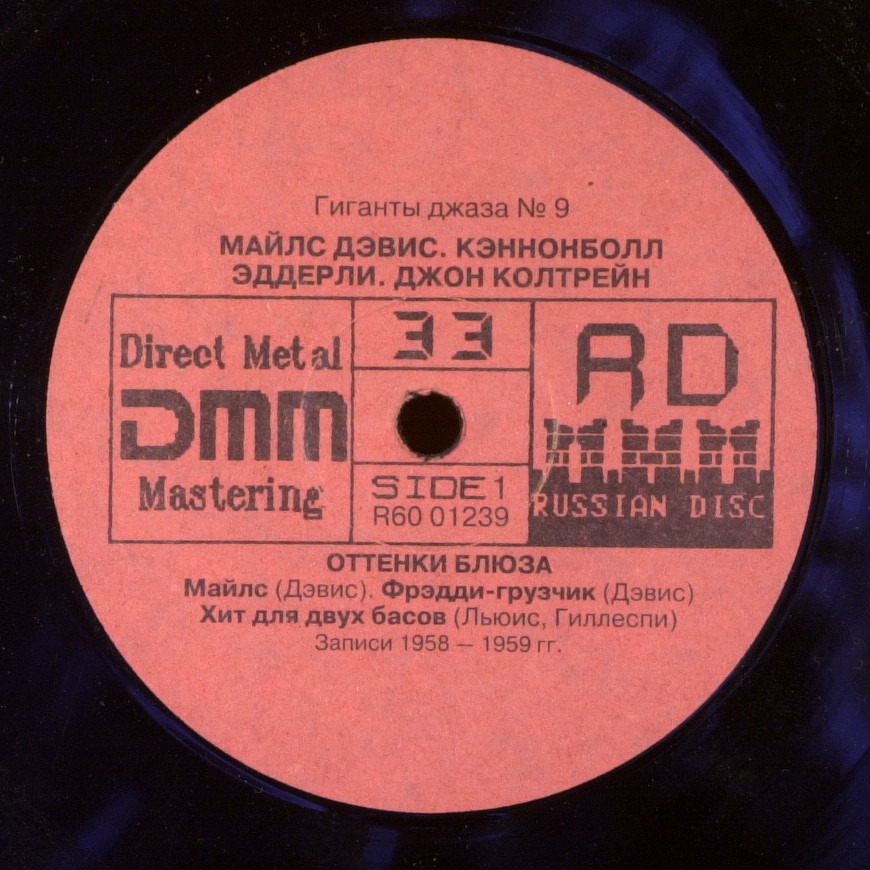 Гиганты джаза № 9
МАЙЛС ДЭВИС. КЭННОНБОЛЛ
ЭДДЕРЛИ. ДЖОН КОЛТРЕЙН
Direct Metal
DMM
Mastering
33
SIDE 1
R60 01239
RD
RUSSIAN DISC
ОТТЕНКИ БЛЮЗА
Майлс (Дэвис). Фрэдди-грузчик (Дэвис)
Хит для двух басов (Льюис, Гиллеспи)
Записи 1958 — 1959 гг.